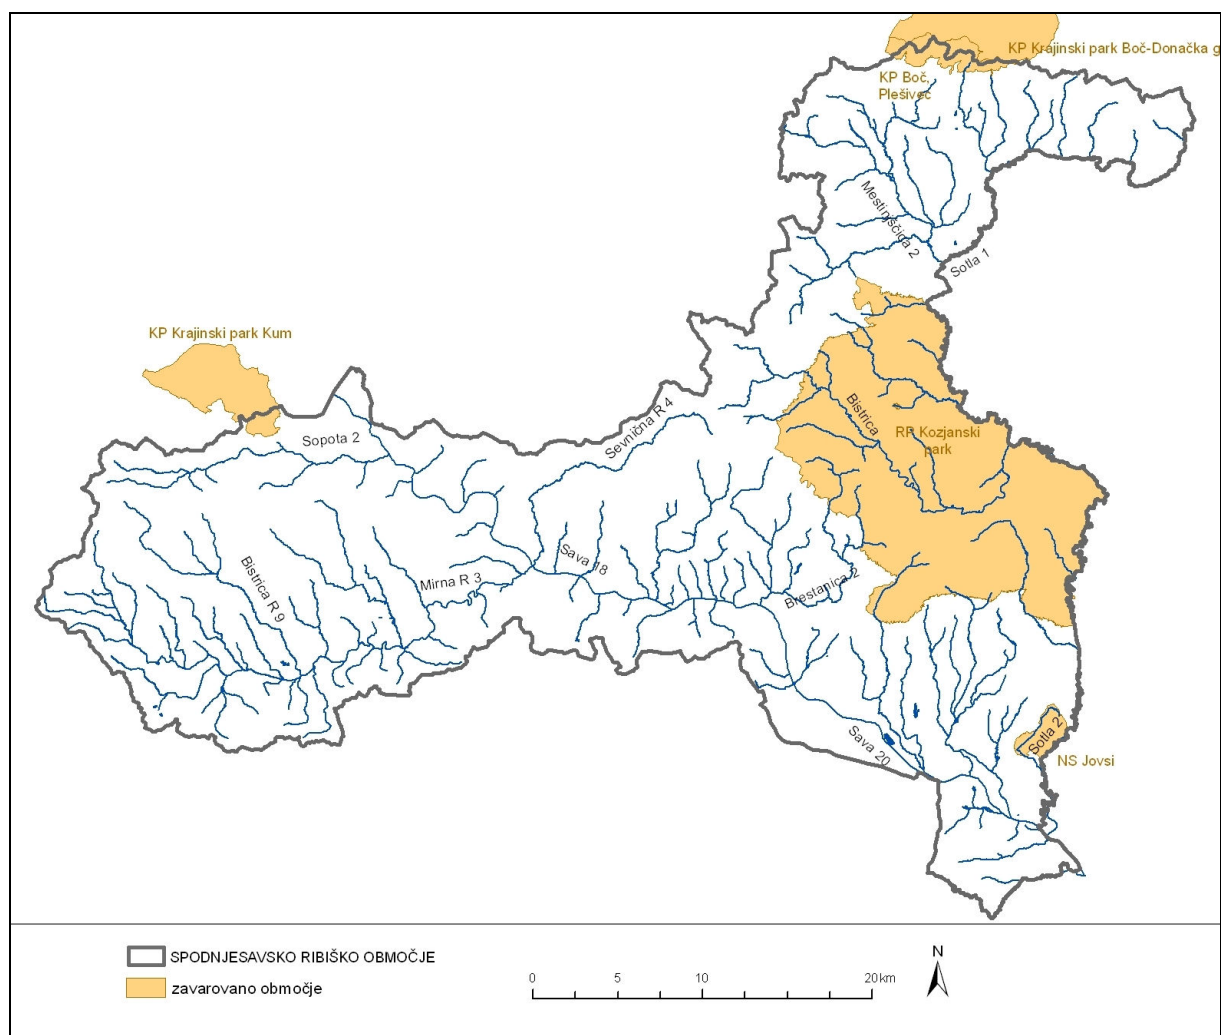 KP Krajinski park Boč-Donačka g
KP Boč,
Plešivec
Mestinjščica 2
Sotla 1
KP Krajinski park Kum
Sopota 2
Sevnična R 4
Bistrica
RP Kozjanski
park
Bistrica R 9
Mirna R 3
Sava 18
Brestanica 2
Sava 20
Sotla 2
NS Jovsi
SPODNJESAVSKO RIBIŠKO OBMOČJE
zavarovano območje
0 5 10 20 km
N